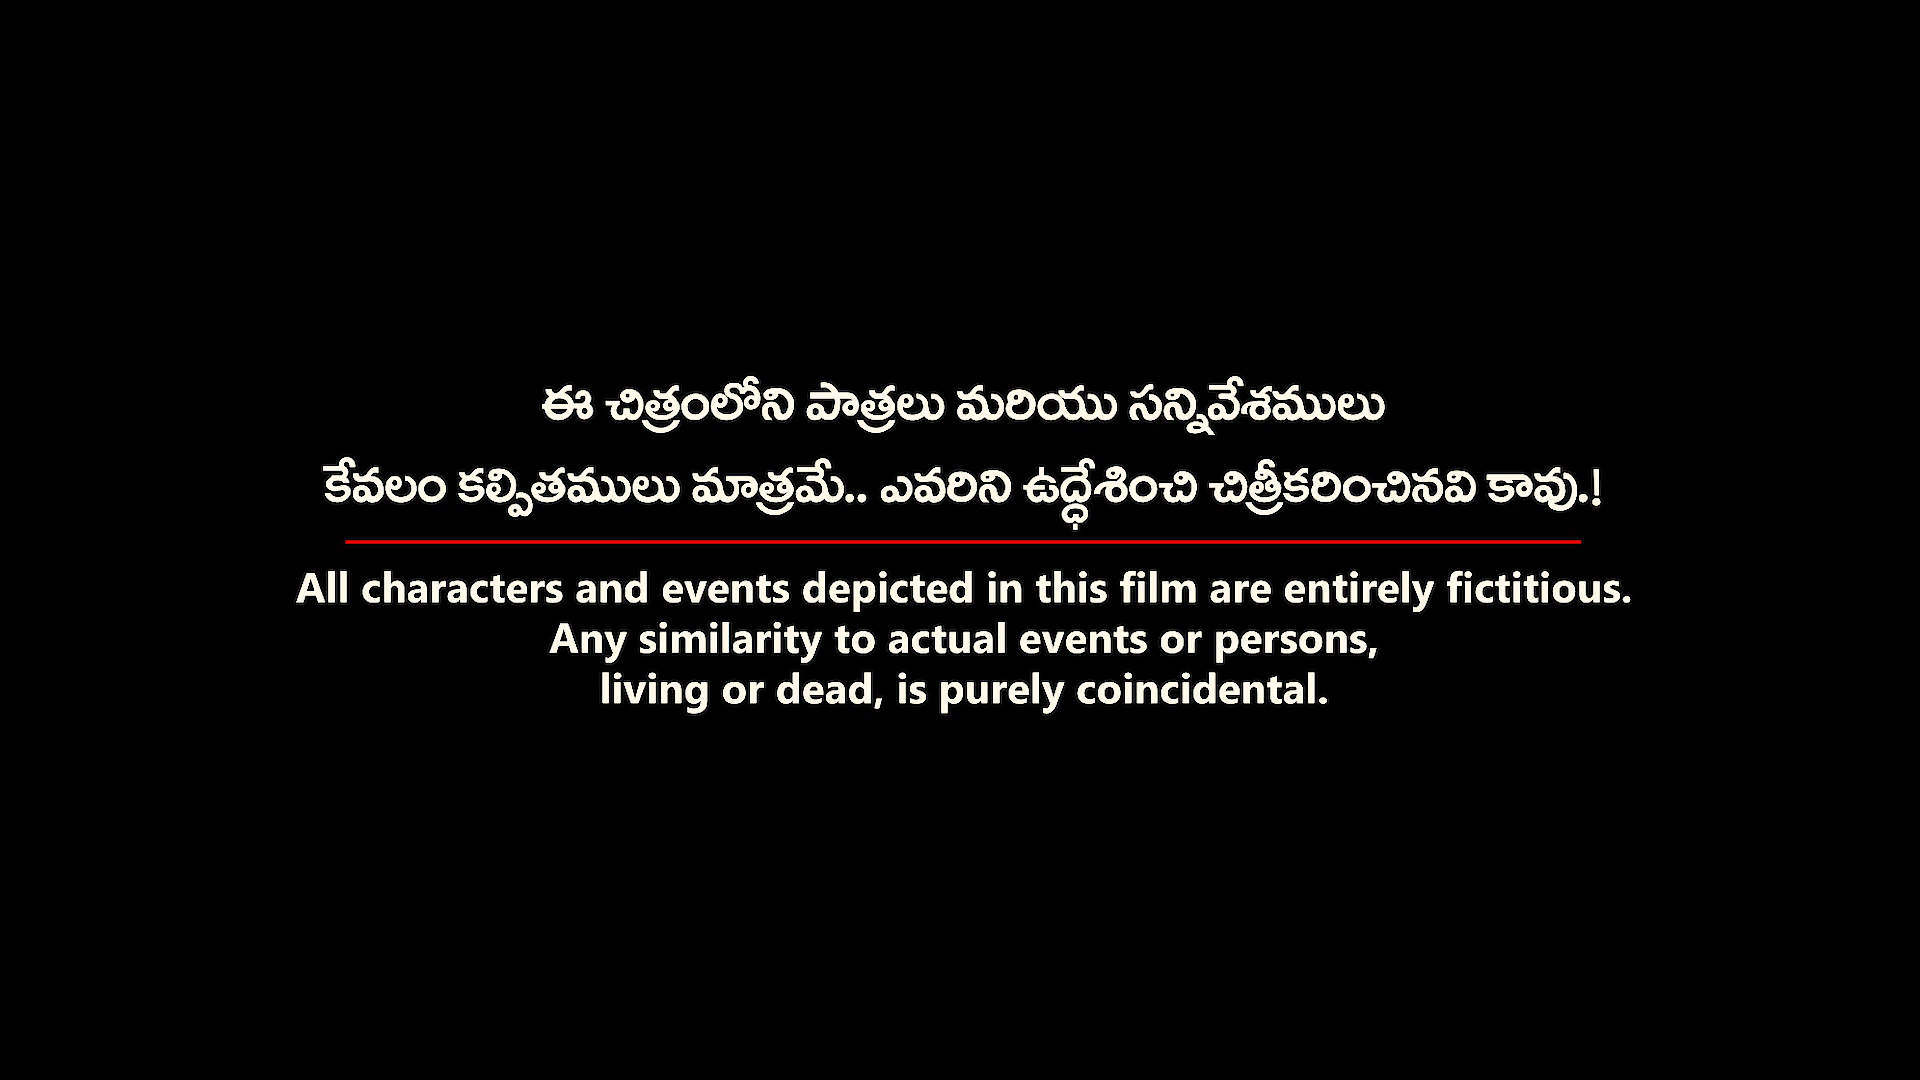 ఈ చిత్రంలోని పాత్రలు మరియు సన్నివేశములు
కేవలం కల్పితములు మాత్రమే.. ఎవరిని ఉద్ధేశించి చిత్రీకరించినవి కావు.!
All characters and events depicted in this film are entirely fictitious.
Any similarity to actual events or persons,
living or dead, is purely coincidental.